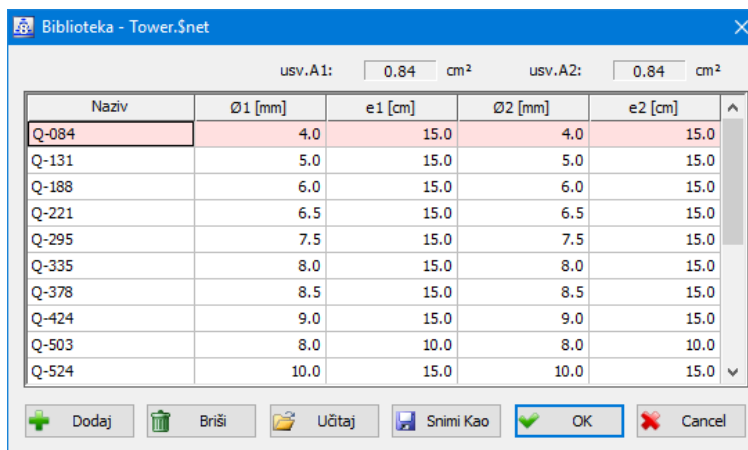 Biblioteka - Tower.$net
usv.A1: 0.84 cm² usv.A2: 0.84 cm²
Naziv Ø1 [mm] e1 [cm] Ø2 [mm] e2 [cm]
Q-084 4.0 15.0 4.0 15.0
Q-131 5.0 15.0 5.0 15.0
Q-188 6.0 15.0 6.0 15.0
Q-221 6.5 15.0 6.5 15.0
Q-295 7.5 15.0 7.5 15.0
Q-335 8.0 15.0 8.0 15.0
Q-378 8.5 15.0 8.5 15.0
Q-424 9.0 15.0 9.0 15.0
Q-503 8.0 10.0 8.0 10.0
Q-524 10.0 15.0 10.0 15.0
Dodaj Briši Učitaj Snimi Kao OK Cancel